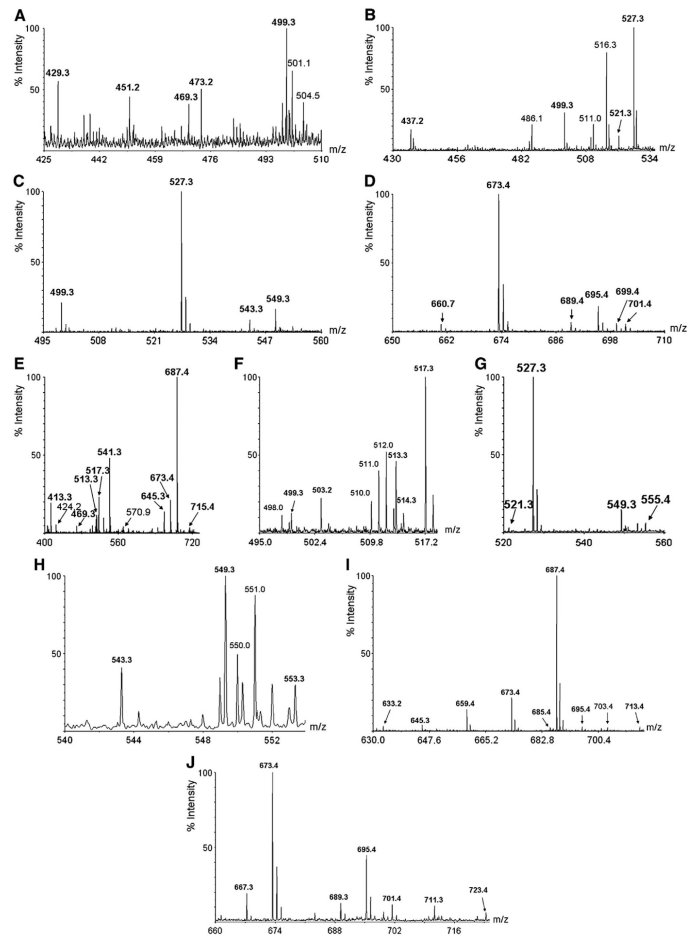 A
% Intensity
100
50
429.3
451.2
469.3
473.2
499.3
501.1
504.5
425 442 459 476 493 510 m/z
B
% Intensity
100
50
437.2
486.1
499.3
511.0
516.3
521.3
527.3
430 456 482 508 534 m/z
C
% Intensity
100
50
499.3
527.3
543.3
549.3
495 508 521 534 547 560 m/z
D
% Intensity
100
50
660.7
673.4
689.4
695.4
699.4
701.4
650 662 674 686 698 710 m/z
E
% Intensity
100
50
413.3
424.2
469.3
513.3
517.3
541.3
570.9
645.3
673.4
687.4
715.4
400 560 720 m/z
F
% Intensity
100
50
498.0
499.3
503.2
510.0
511.0
512.0
513.3
514.3
517.3
495.0 502.4 509.8 517.2 m/z
G
% Intensity
100
50
521.3
527.3
549.3
555.4
520 540 560 m/z
H
% Intensity
100
50
543.3
549.3
550.0
551.0
553.3
540 544 548 552 m/z
I
% Intensity
100
50
633.2
645.3
659.4
673.4
685.4
687.4
695.4
703.4
713.4
630.0 647.6 665.2 682.8 700.4 m/z
J
% Intensity
100
50
667.3
673.4
689.3
695.4
701.4
711.3
723.4
660 674 688 702 716 m/z